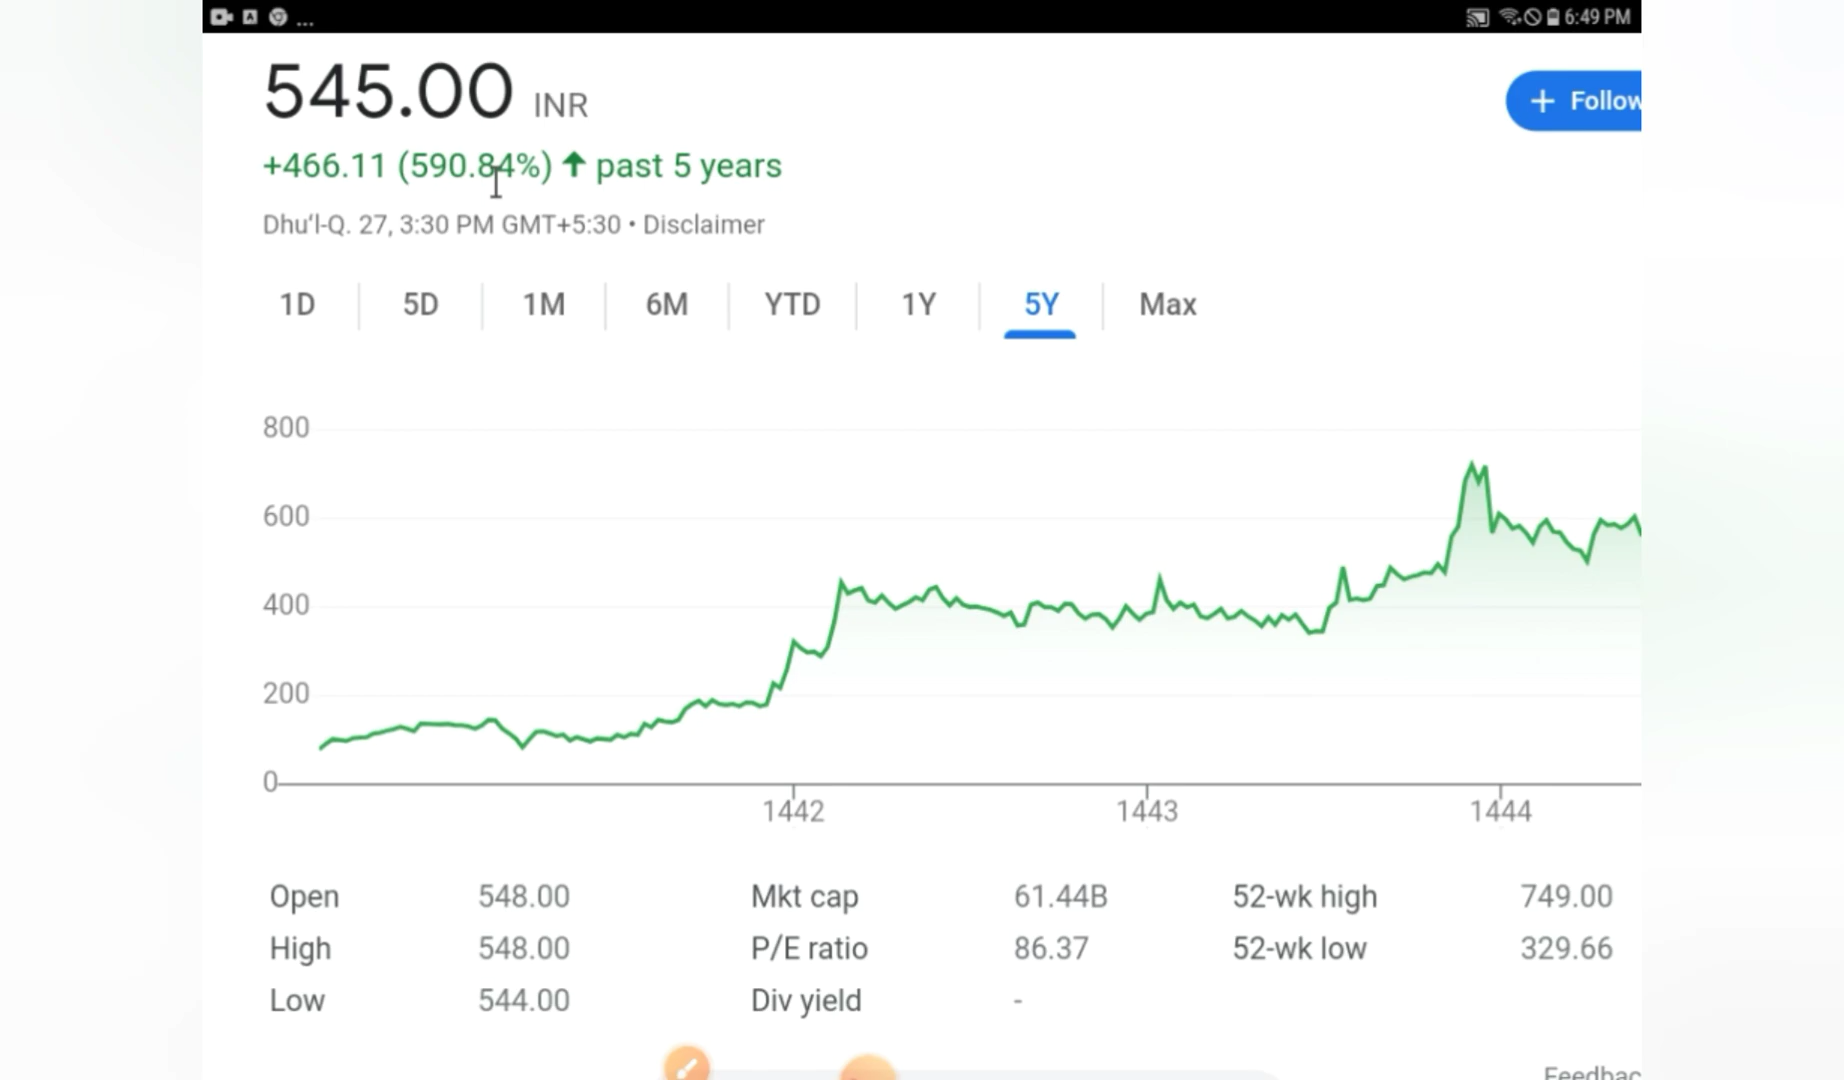 ... 6:49 PM
545.00 INR
+ Follow
+466.11 (590.84%) ↑ past 5 years
Dhuʻl-Q. 27, 3:30 PM GMT+5:30 • Disclaimer
1D 5D 1M 6M YTD 1Y 5Y Max
800
600
400
200
0
1442 1443 1444
Open 548.00 Mkt cap 61.44B 52-wk high 749.00
High 548.00 P/E ratio 86.37 52-wk low 329.66
Low 544.00 Div yield -
Feedbac